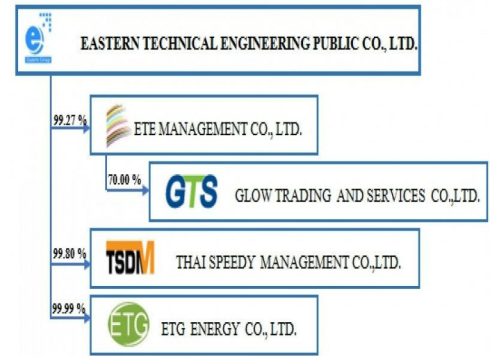 e
EASTERN TECHNICAL ENGINEERING PUBLIC CO., LTD.
99.27 %
ETE MANAGEMENT CO., LTD.
70.00 %
GTS GLOW TRADING AND SERVICES CO.,LTD.
99.80 %
TSDM THAI SPEEDY MANAGEMENT CO.,LTD.
99.99 %
ETG ETG ENERGY CO., LTD.